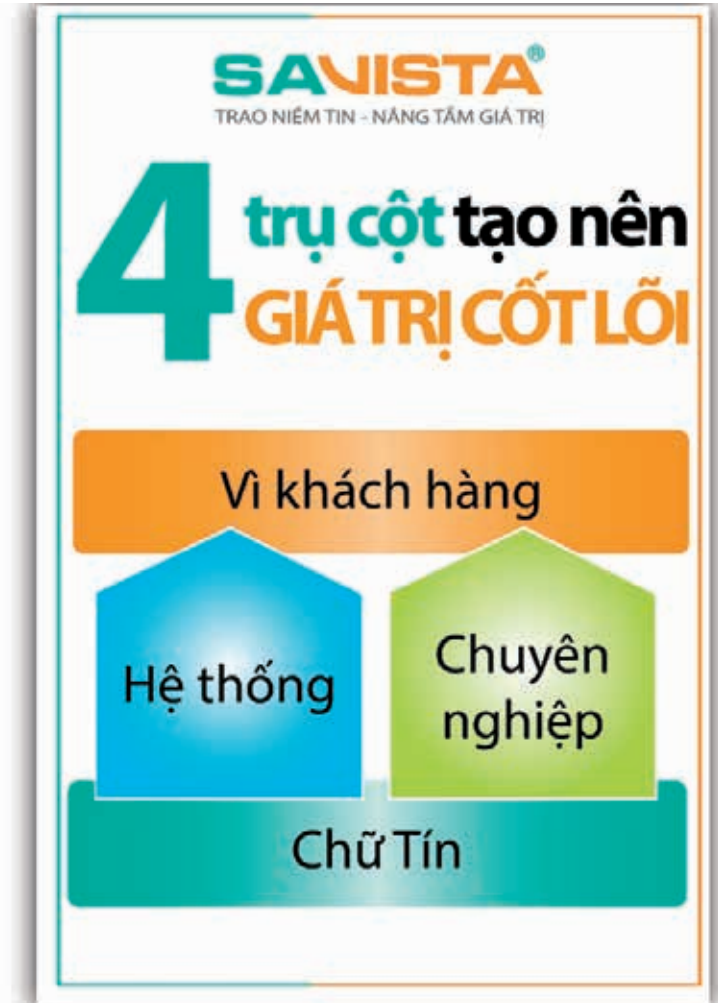 SAVISTA®
TRAO NIỀM TIN - NÂNG TẦM GIÁ TRỊ
4 trụ cột tạo nên
GIÁ TRỊ CỐT LÕI
Vì khách hàng
Hệ thống
Chuyên
nghiệp
Chữ Tín